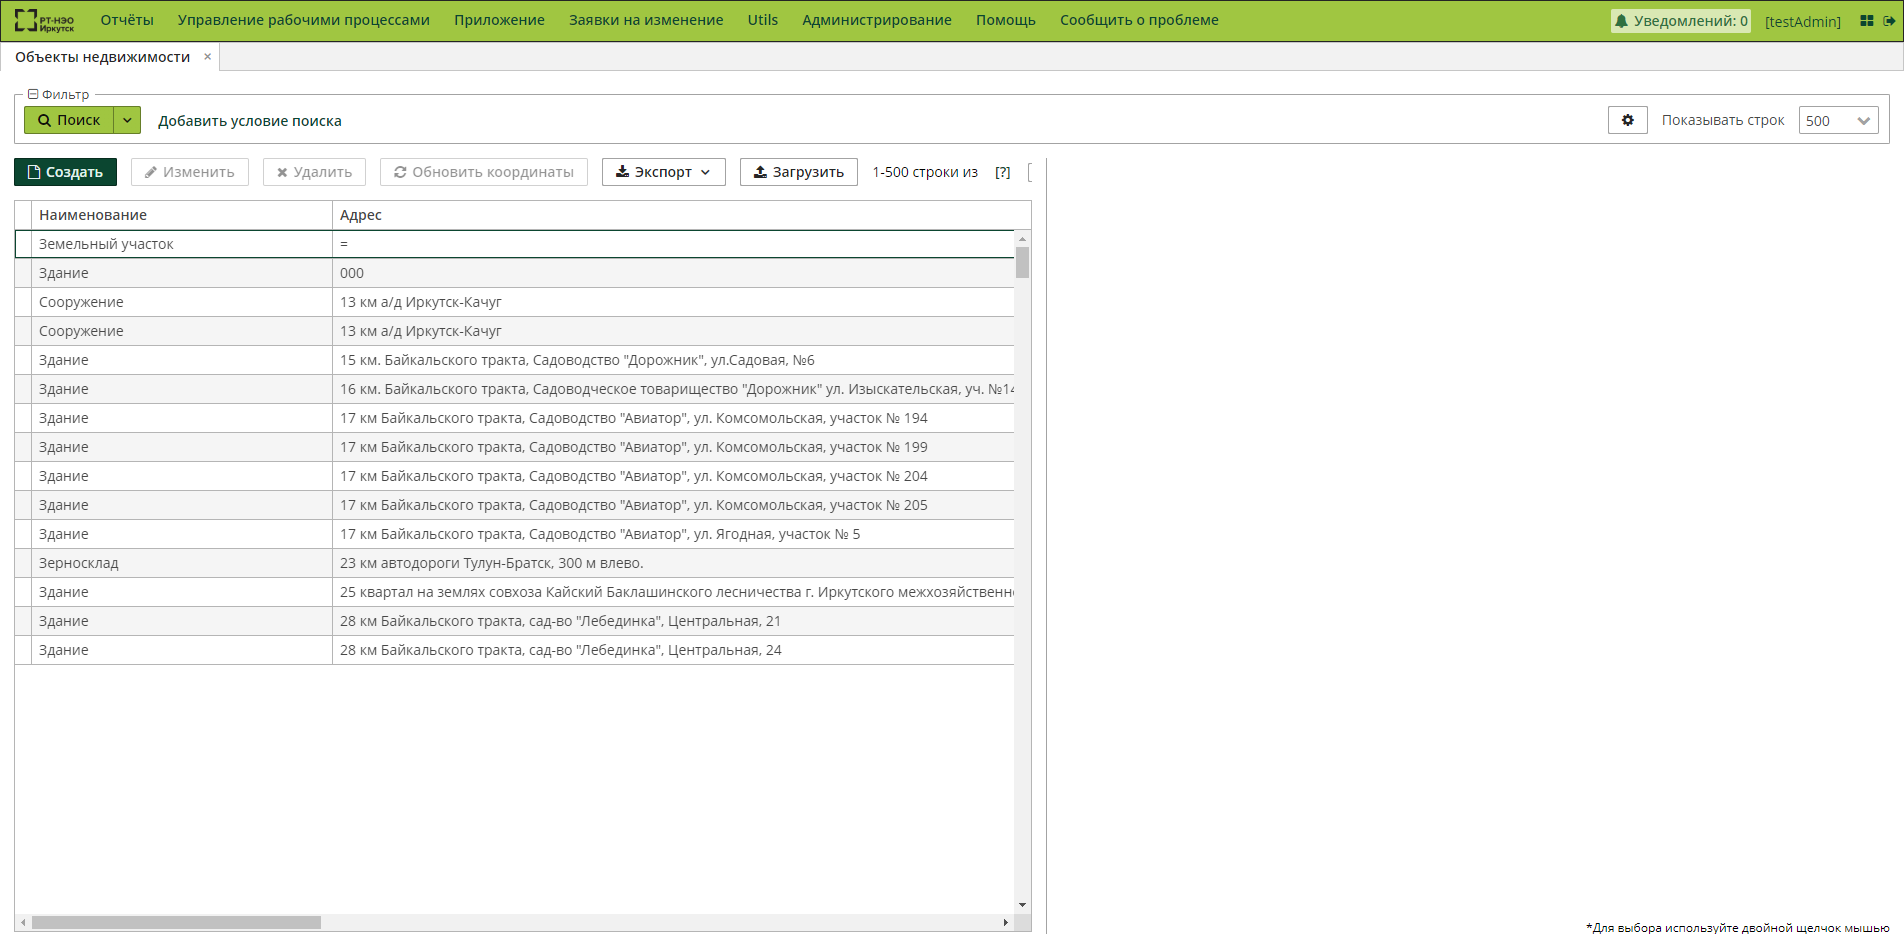 РТ-НЭО Иркутск Отчёты Управление рабочими процессами Приложение Заявки на изменение Utils Администрирование Помощь Сообщить о проблеме Уведомлений: 0 [testAdmin]
Объекты недвижимости ×
Фильтр
Поиск Добавить условие поиска Показывать строк 500
Создать Изменить Удалить Обновить координаты Экспорт Загрузить 1-500 строки из [?]
Наименование Адрес
Земельный участок =
Здание 000
Сооружение 13 км а/д Иркутск-Качуг
Сооружение 13 км а/д Иркутск-Качуг
Здание 15 км. Байкальского тракта, Садоводство "Дорожник", ул.Садовая, №6
Здание 16 км. Байкальского тракта, Садоводческое товарищество "Дорожник" ул. Изыскательская, уч. №14
Здание 17 км Байкальского тракта, Садоводство "Авиатор", ул. Комсомольская, участок № 194
Здание 17 км Байкальского тракта, Садоводство "Авиатор", ул. Комсомольская, участок № 199
Здание 17 км Байкальского тракта, Садоводство "Авиатор", ул. Комсомольская, участок № 204
Здание 17 км Байкальского тракта, Садоводство "Авиатор", ул. Комсомольская, участок № 205
Здание 17 км Байкальского тракта, Садоводство "Авиатор", ул. Ягодная, участок № 5
Зерносклад 23 км автодороги Тулун-Братск, 300 м влево.
Здание 25 квартал на землях совхоза Кайский Баклашинского лесничества г. Иркутского межхозяйственн
Здание 28 км Байкальского тракта, сад-во "Лебединка", Центральная, 21
Здание 28 км Байкальского тракта, сад-во "Лебединка", Центральная, 24
*Для выбора используйте двойной щелчок мышью